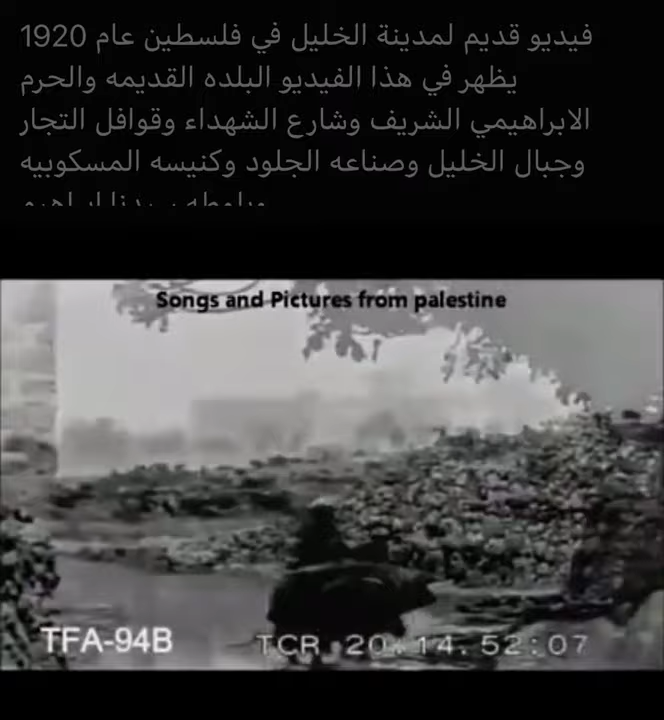 فيديو قديم لمدينة الخليل في فلسطين عام 1920
يظهر في هذا الفيديو البلده القديمه والحرم
الابراهيمي الشريف وشارع الشهداء وقوافل التجار
وجبال الخليل وصناعه الجلود وكنيسه المسكوبيه
Songs and Pictures from palestine
TFA-94B
TCR 20:14.52:07